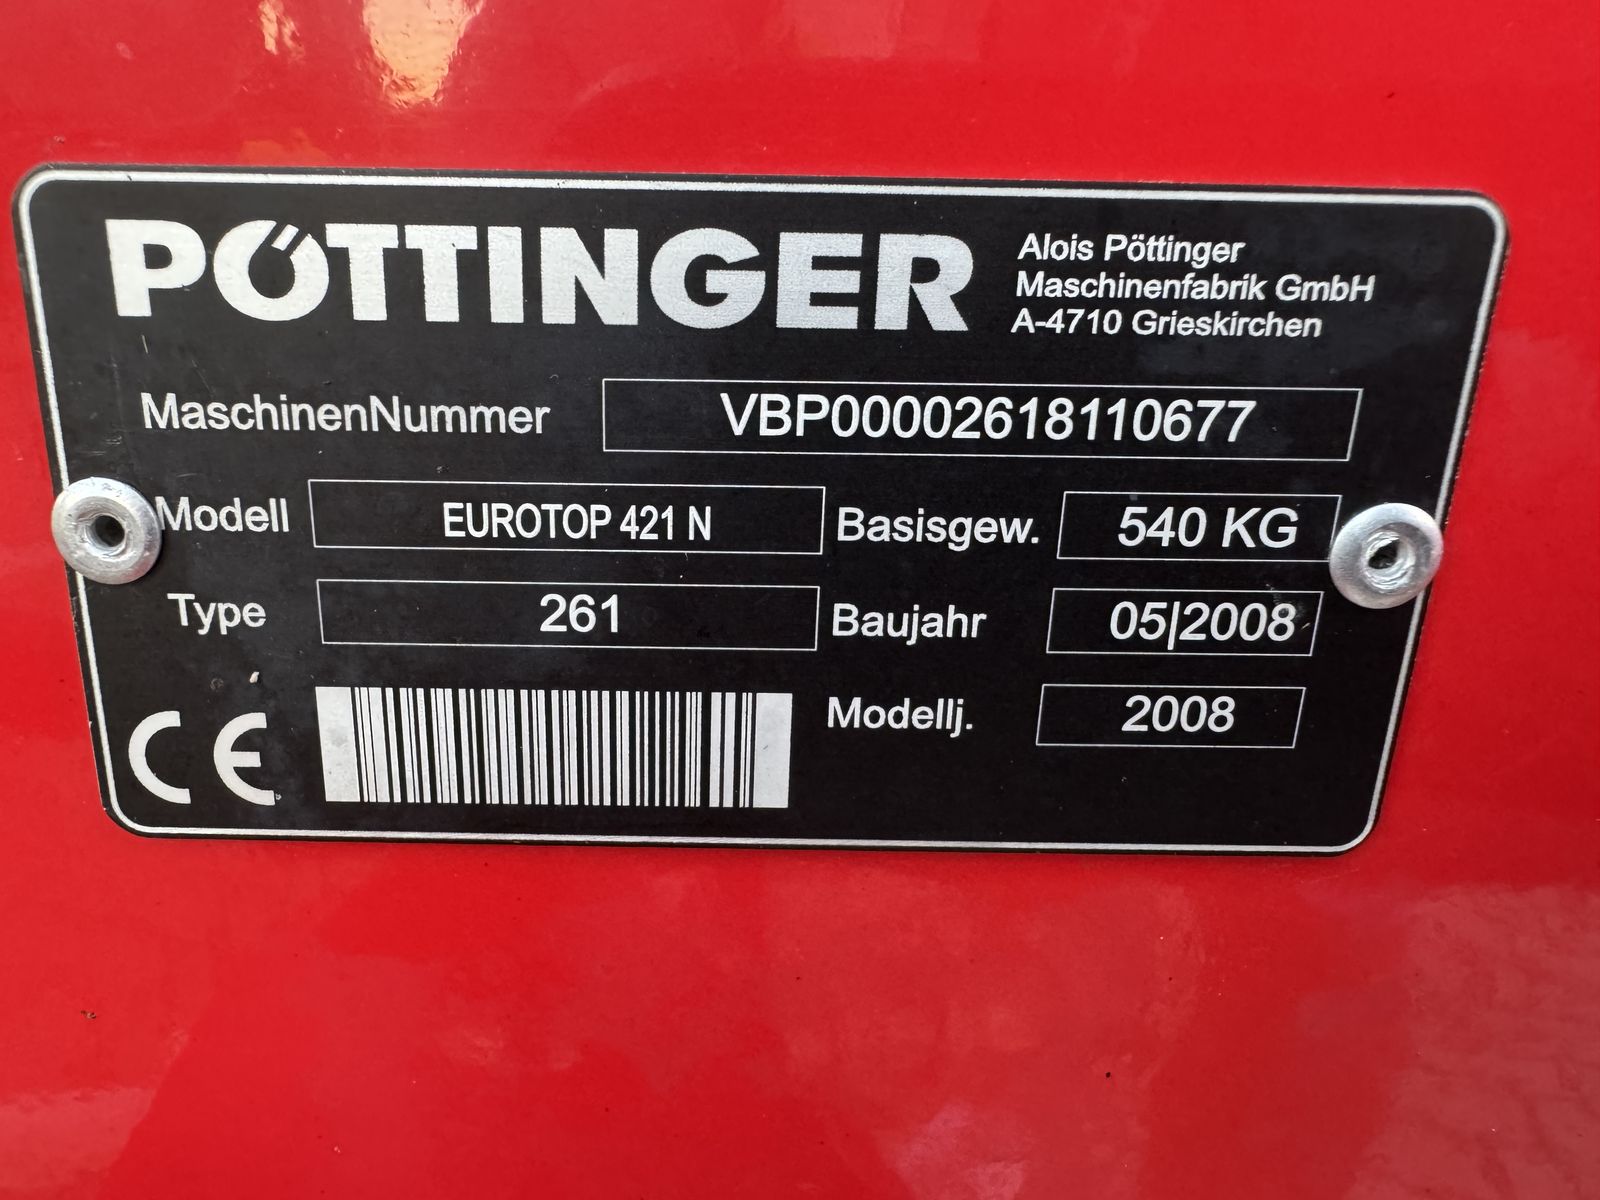 PÖTTINGER
Alois Pöttinger
Maschinenfabrik GmbH
A-4710 Grieskirchen
MaschinenNummer VBP00002618110677
Modell EUROTOP 421 N Basisgew. 540 KG
Type 261 Baujahr 05|2008
CE Modellj. 2008